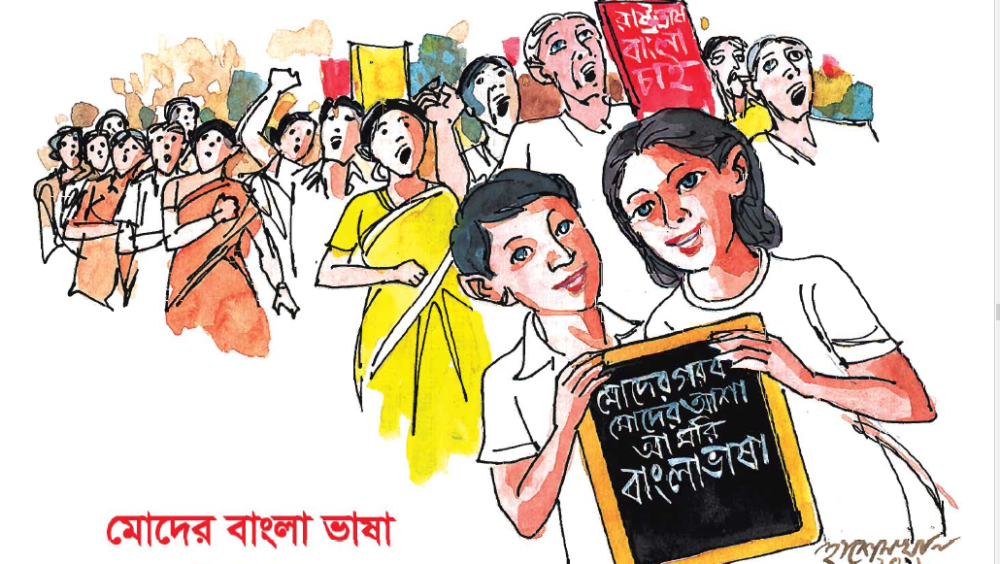 রাষ্ট্রভাষা
বাংলা
চাই
মোদের গরব
মোদের আশা
আ মরি
বাংলা ভাষা
মোদের বাংলা ভাষা
হাশেম খান